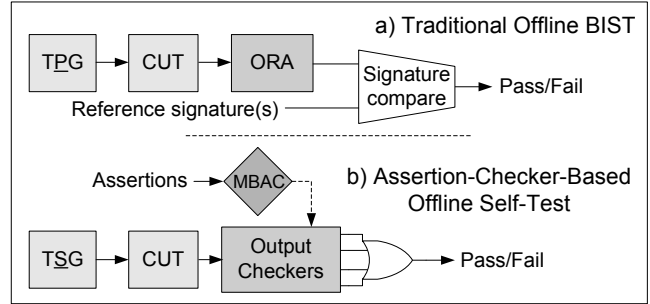 a) Traditional Offline BIST
TPG
CUT
ORA
Signature
compare
Pass/Fail
Reference signature(s)
Assertions
MBAC
b) Assertion-Checker-Based
Offline Self-Test
TSG
CUT
Output
Checkers
Pass/Fail